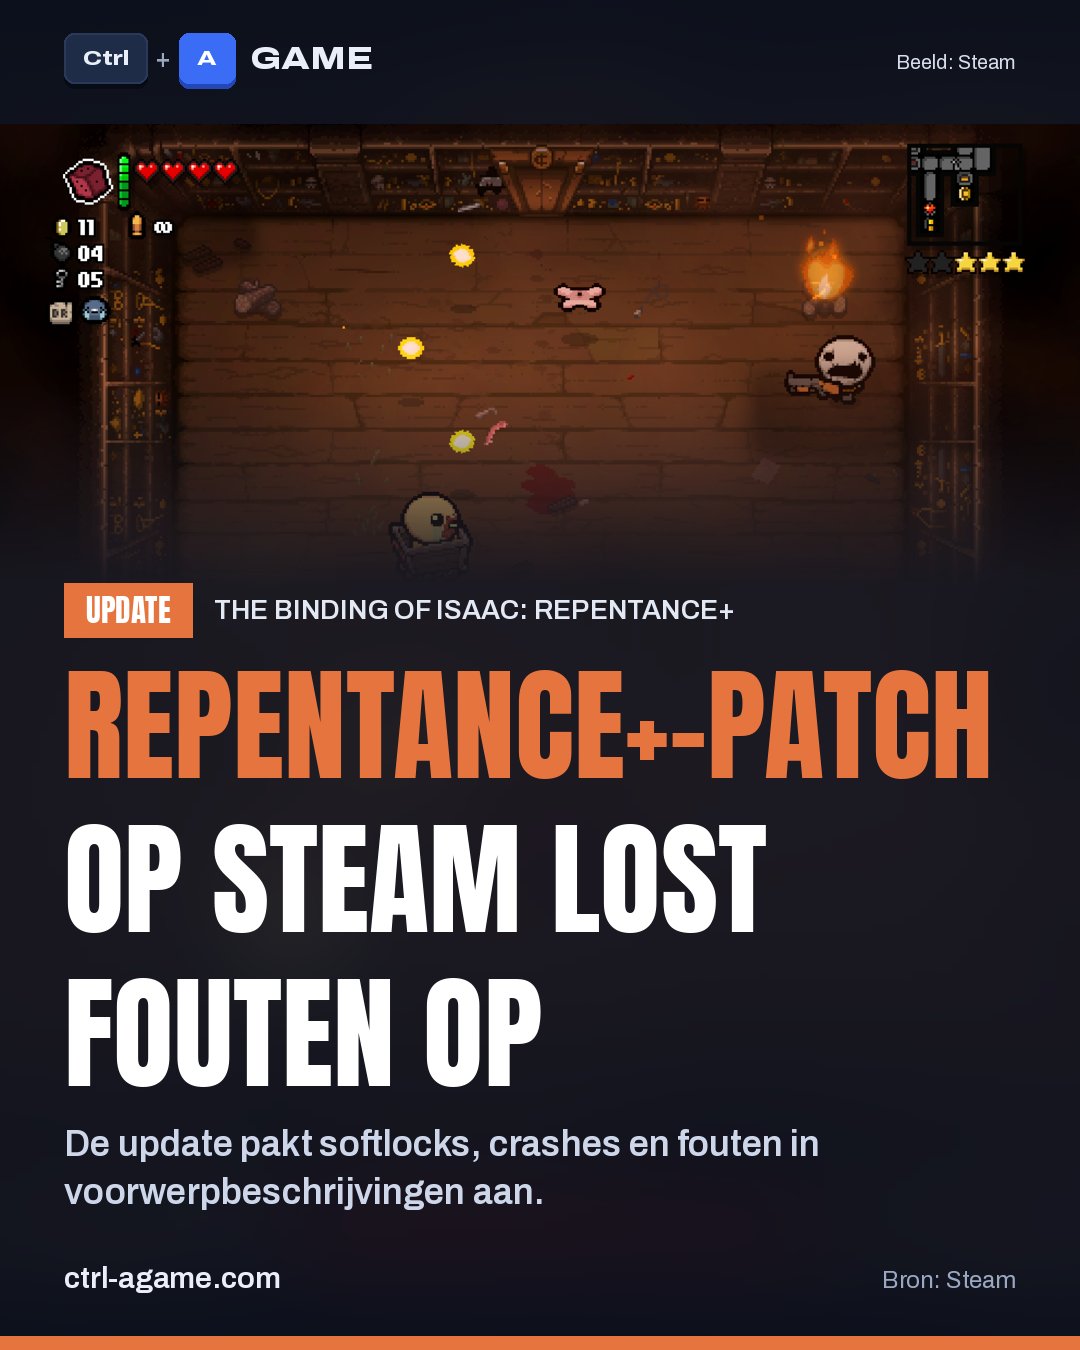 Ctrl + A GAME
Beeld: Steam
11
∞
04
05
DR
UPDATE
THE BINDING OF ISAAC: REPENTANCE+
REPENTANCE+-PATCH
OP STEAM LOST
FOUTEN OP
De update pakt softlocks, crashes en fouten in
voorwerpbeschrijvingen aan.
ctrl-agame.com
Bron: Steam